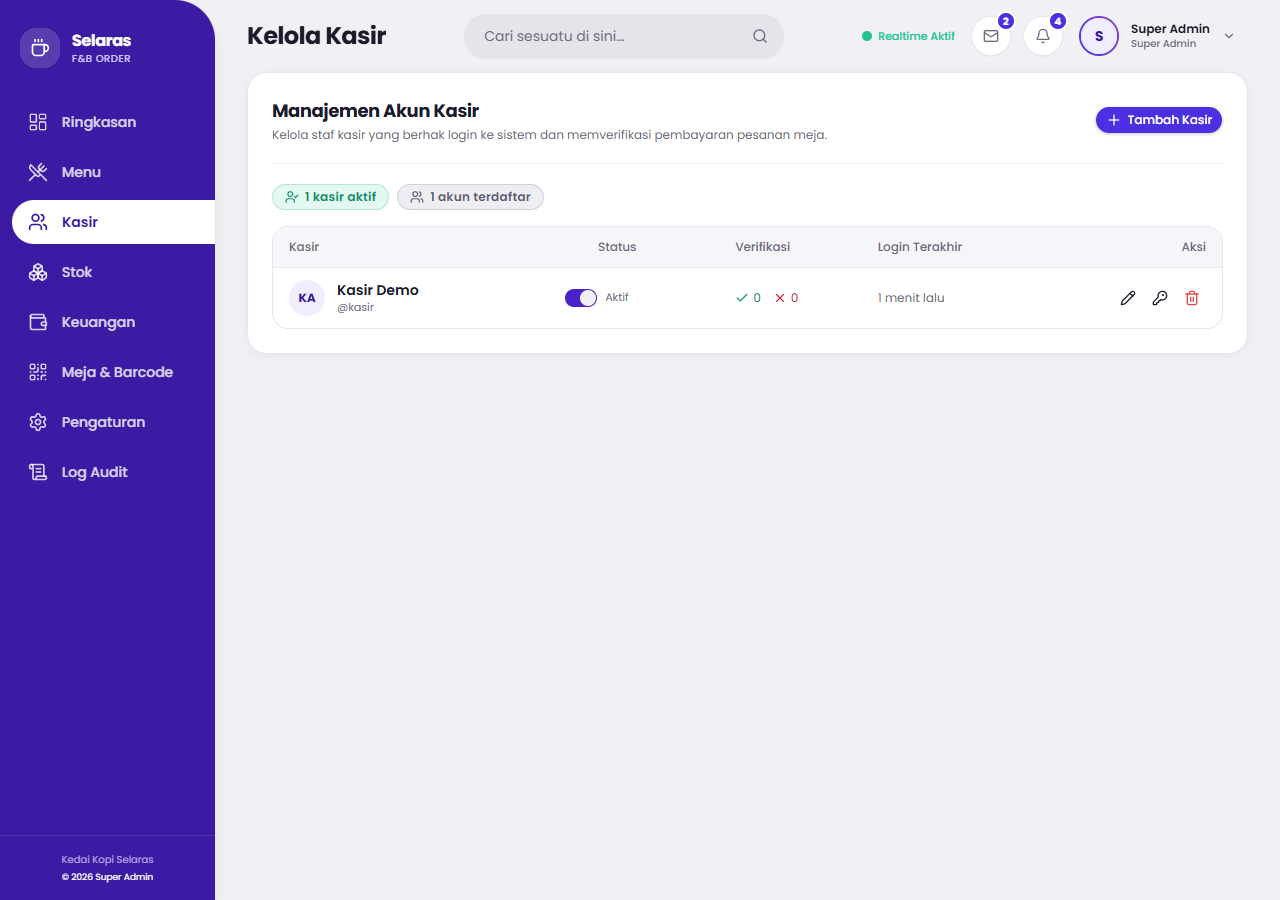 Selaras
F&B ORDER
Ringkasan
Menu
Kasir
Stok
Keuangan
Meja & Barcode
Pengaturan
Log Audit
Kedai Kopi Selaras
© 2026 Super Admin
Kelola Kasir
Cari sesuatu di sini...
Realtime Aktif
2
4
S
Super Admin
Super Admin
Manajemen Akun Kasir
Kelola staf kasir yang berhak login ke sistem dan memverifikasi pembayaran pesanan meja.
Tambah Kasir
1 kasir aktif
1 akun terdaftar
Kasir Status Verifikasi Login Terakhir Aksi
KA
Kasir Demo
@kasir
Aktif
0 0
1 menit lalu